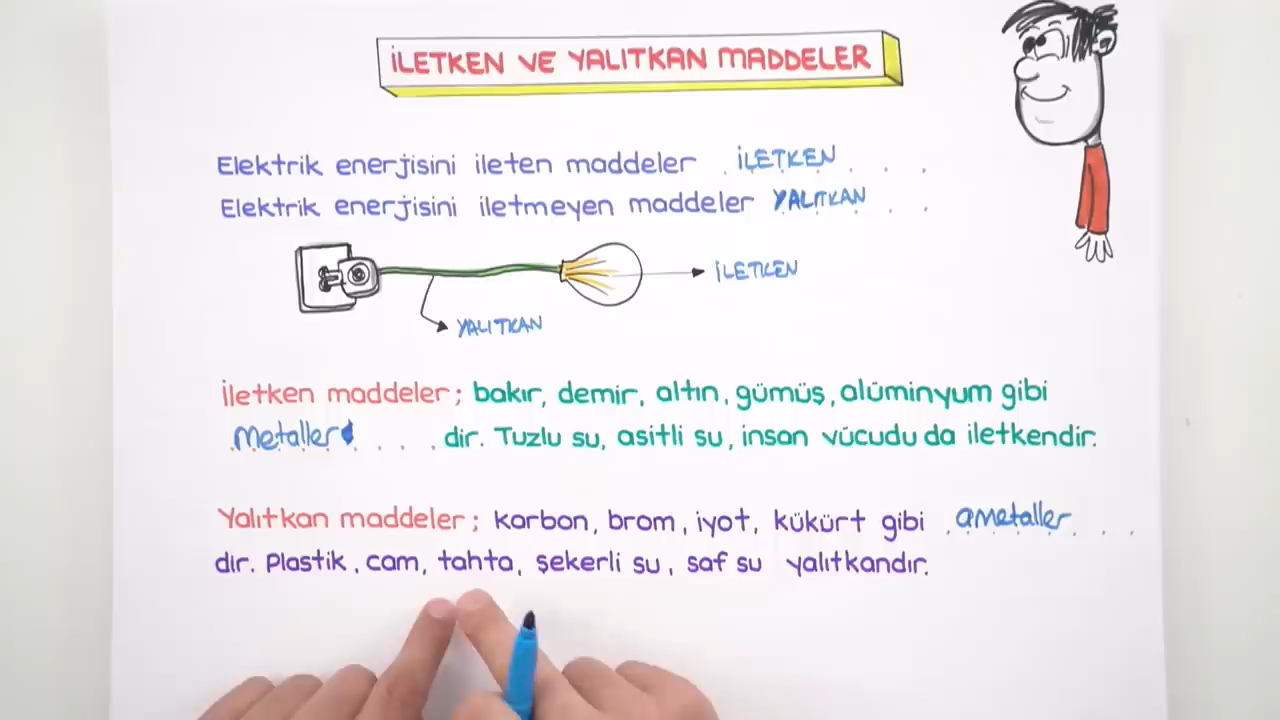 İLETKEN VE YALITKAN MADDELER
Elektrik enerjisini ileten maddeler İLETKEN . . .
Elektrik enerjisini iletmeyen maddeler YALITKAN . .
İLETKEN
YALITKAN
İletken maddeler; bakır, demir, altın, gümüş, alüminyum gibi
Metaller . . . . dir. Tuzlu su, asitli su, insan vücudu da iletkendir.
Yalıtkan maddeler; karbon, brom, iyot, kükürt gibi ametaller . . .
dir. Plastik, cam, tahta, şekerli su, saf su yalıtkandır.